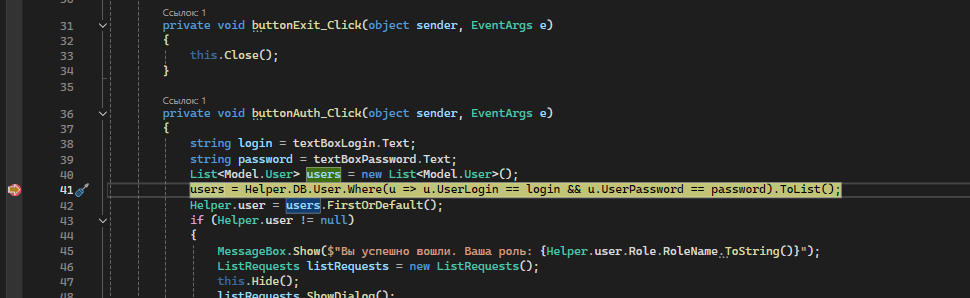 Ссылок: 1
31 private void buttonExit_Click(object sender, EventArgs e)
32 {
33 this.Close();
34 }
35
Ссылок: 1
36 private void buttonAuth_Click(object sender, EventArgs e)
37 {
38 string login = textBoxLogin.Text;
39 string password = textBoxPassword.Text;
40 List<Model.User> users = new List<Model.User>();
41 users = Helper.DB.User.Where(u => u.UserLogin == login && u.UserPassword == password).ToList();
42 Helper.user = users.FirstOrDefault();
43 if (Helper.user != null)
44 {
45 MessageBox.Show($"Вы успешно вошли. Ваша роль: {Helper.user.Role.RoleName.ToString()}");
46 ListRequests listRequests = new ListRequests();
47 this.Hide();
48 listRequests.ShowDialog();